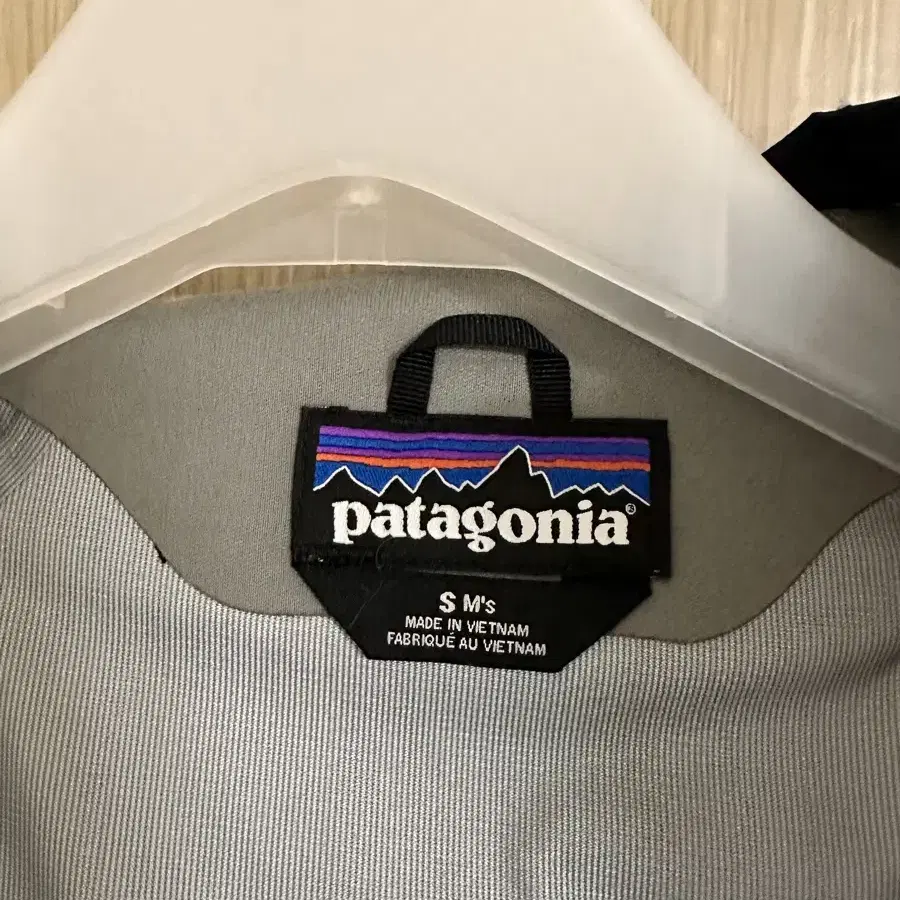 patagonia®
S M's
MADE IN VIETNAM
FABRIQUÉ AU VIETNAM